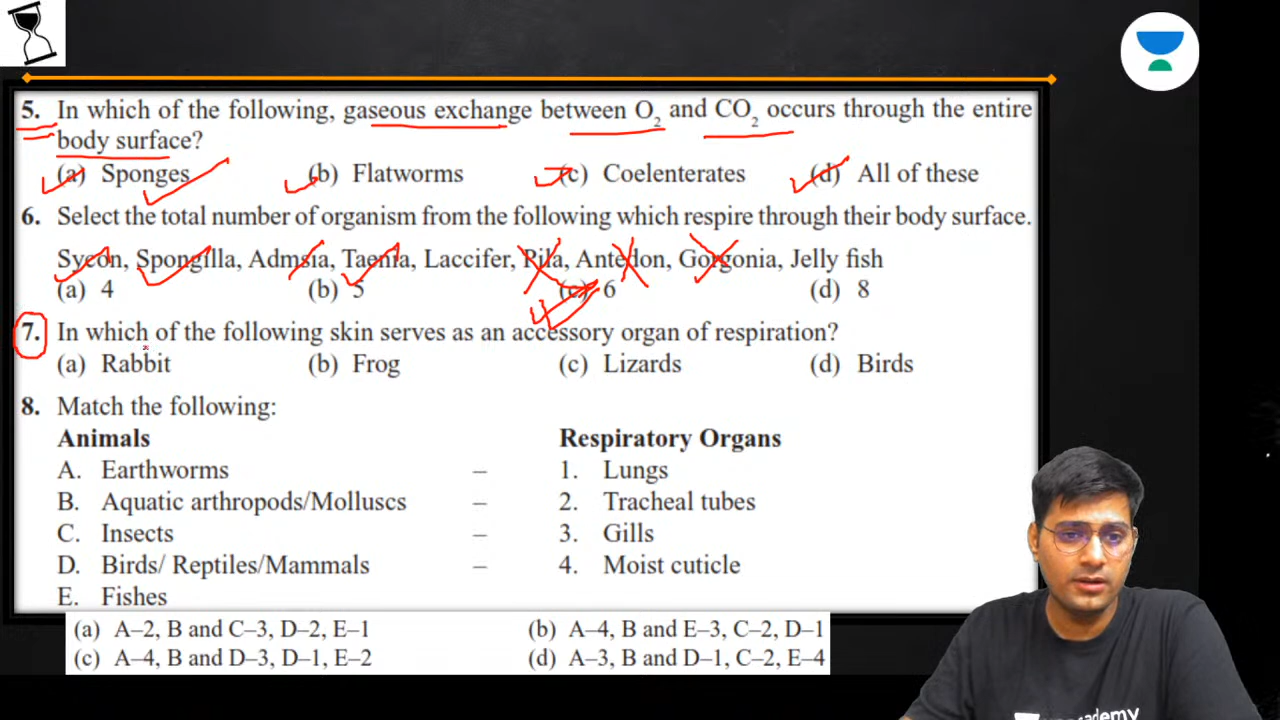 5. In which of the following, gaseous exchange between O₂ and CO₂ occurs through the entire
body surface?
(a) Sponges (b) Flatworms (c) Coelenterates (d) All of these
6. Select the total number of organism from the following which respire through their body surface.
Sycon, Spongilla, Admsia, Taenia, Laccifer, Pila, Antedon, Gorgonia, Jelly fish
(a) 4 (b) 5 (c) 6 (d) 8
7. In which of the following skin serves as an accessory organ of respiration?
(a) Rabbit (b) Frog (c) Lizards (d) Birds
8. Match the following:
Animals Respiratory Organs
A. Earthworms – 1. Lungs
B. Aquatic arthropods/Molluscs – 2. Tracheal tubes
C. Insects – 3. Gills
D. Birds/ Reptiles/Mammals – 4. Moist cuticle
E. Fishes
(a) A–2, B and C–3, D–2, E–1 (b) A–4, B and E–3, C–2, D–1
(c) A–4, B and D–3, D–1, E–2 (d) A–3, B and D–1, C–2, E–4